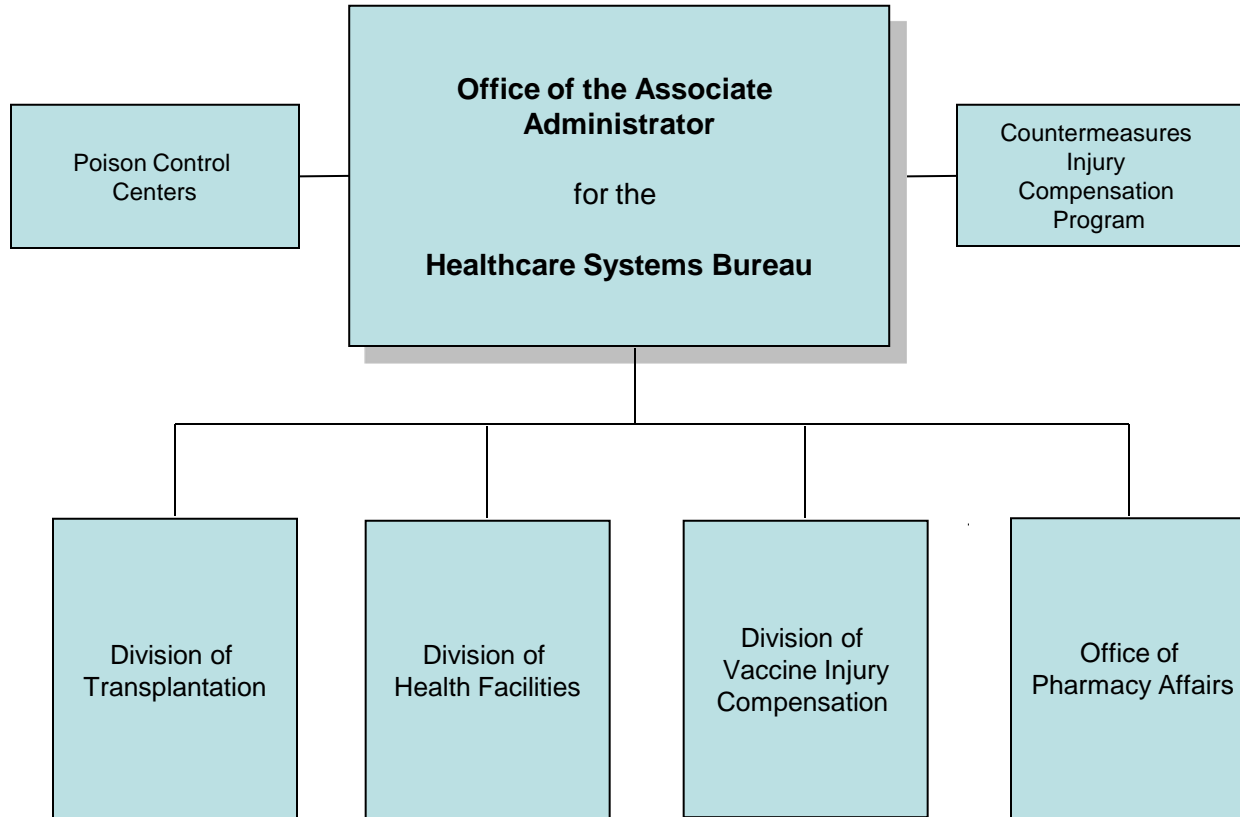 Office of the Associate
Administrator
for the
Healthcare Systems Bureau
Poison Control
Centers
Countermeasures
Injury
Compensation
Program
Division of
Transplantation
Division of
Health Facilities
Division of
Vaccine Injury
Compensation
Office of
Pharmacy Affairs